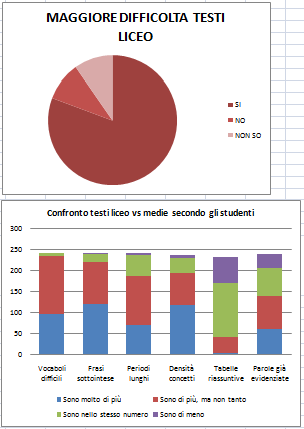 MAGGIORE DIFFICOLTA TESTI
LICEO
SI
NO
NON SO
Confronto testi liceo vs medie secondo gli studenti
300
250
200
150
100
50
0
Vocaboli difficili
Frasi sottointese
Periodi lunghi
Densità concetti
Tabelle riassuntive
Parole già evidenziate
Sono molto di più
Sono di più, ma non tanto
Sono nello stesso numero
Sono di meno